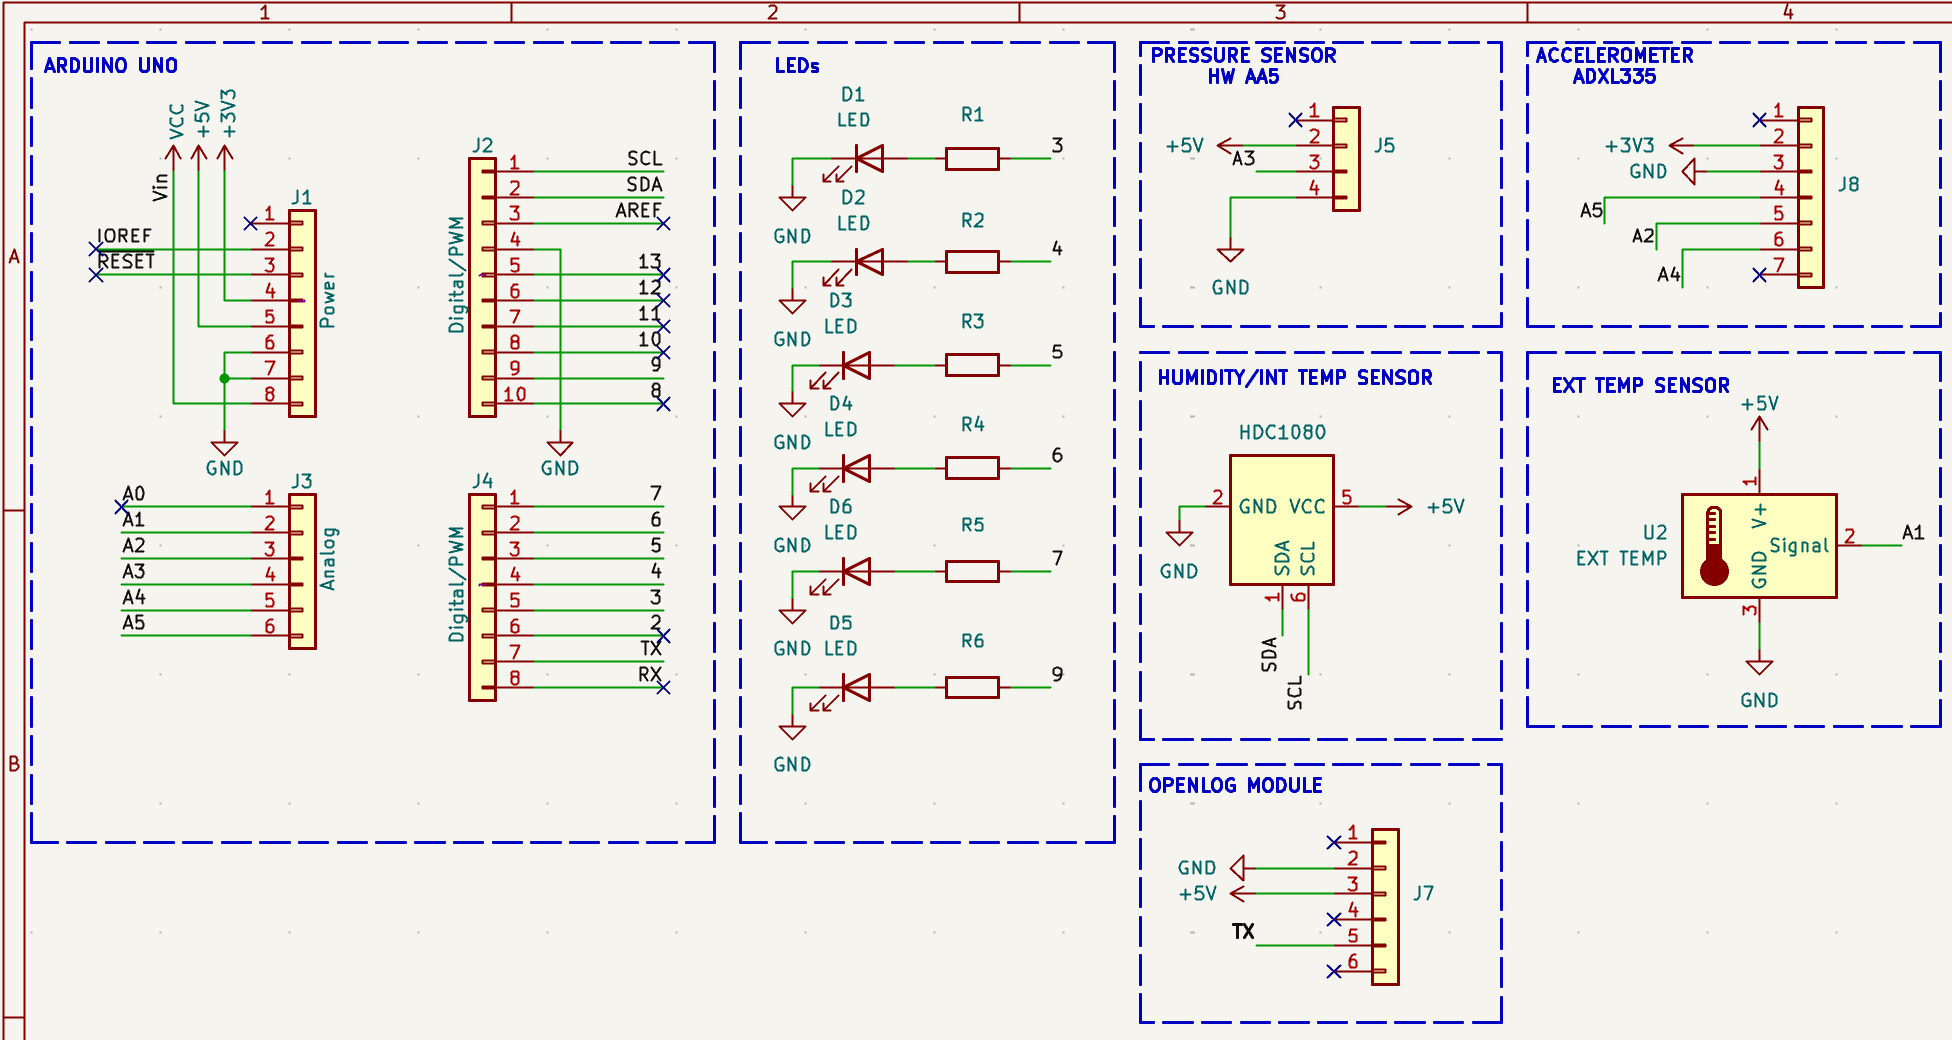 1
2
3
4
A
B
ARDUINO UNO
VCC
+5V
+3V3
Vin
J1
1
IOREF
2
RESET
3
4
5
6
7
8
Power
GND
J2
1
SCL
2
SDA
3
AREF
4
5
13
6
12
7
11
8
10
9
9
10
8
Digital/PWM
GND
J3
A0
1
A1
2
A2
3
A3
4
A4
5
A5
6
Analog
J4
1
7
2
6
3
5
4
4
5
3
6
2
7
TX
8
RX
Digital/PWM
LEDs
D1
LED
R1
3
GND
D2
LED
R2
4
GND
D3
LED
R3
5
GND
D4
LED
R4
6
GND
D6
LED
R5
7
GND
D5
LED
R6
9
GND
PRESSURE SENSOR
HW AA5
1
+5V
2
A3
3
4
J5
GND
ACCELEROMETER
ADXL335
1
+3V3
2
GND
3
4
A5
5
A2
6
A4
7
J8
HUMIDITY/INT TEMP SENSOR
HDC1080
2
GND
VCC
5
+5V
GND
SDA
SCL
1
6
SDA
SCL
EXT TEMP SENSOR
+5V
1
V+
U2
EXT TEMP
Signal
2
A1
GND
3
GND
OPENLOG MODULE
1
GND
2
+5V
3
4
TX
5
6
J7